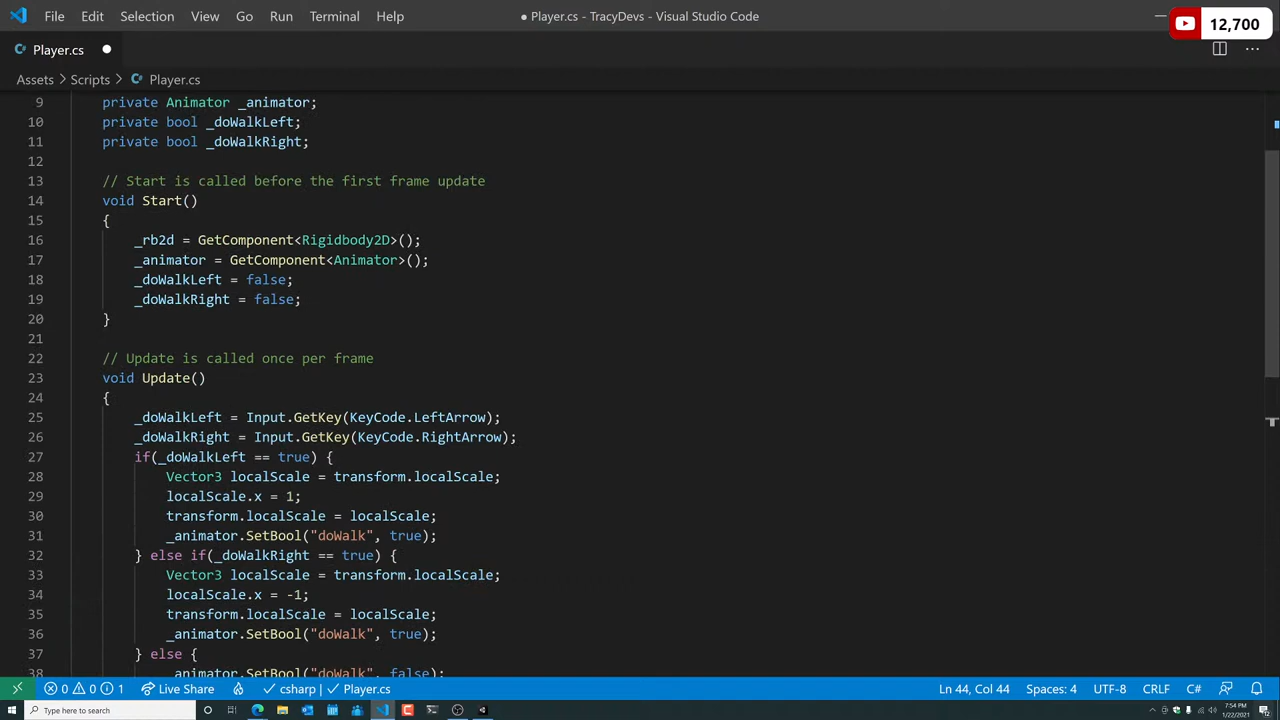 File Edit Selection View Go Run Terminal Help ● Player.cs - TracyDevs - Visual Studio Code 12,700
Player.cs
Assets > Scripts > Player.cs
9 private Animator _animator;
10 private bool _doWalkLeft;
11 private bool _doWalkRight;
12
13 // Start is called before the first frame update
14 void Start()
15 {
16 _rb2d = GetComponent<Rigidbody2D>();
17 _animator = GetComponent<Animator>();
18 _doWalkLeft = false;
19 _doWalkRight = false;
20 }
21
22 // Update is called once per frame
23 void Update()
24 {
25 _doWalkLeft = Input.GetKey(KeyCode.LeftArrow);
26 _doWalkRight = Input.GetKey(KeyCode.RightArrow);
27 if(_doWalkLeft == true) {
28 Vector3 localScale = transform.localScale;
29 localScale.x = 1;
30 transform.localScale = localScale;
31 _animator.SetBool("doWalk", true);
32 } else if(_doWalkRight == true) {
33 Vector3 localScale = transform.localScale;
34 localScale.x = -1;
35 transform.localScale = localScale;
36 _animator.SetBool("doWalk", true);
37 } else {
38 _animator.SetBool("doWalk", false);
0 0 1 Live Share csharp | Player.cs Ln 44, Col 44 Spaces: 4 UTF-8 CRLF C#
Type here to search 7:54 PM
1/22/2021